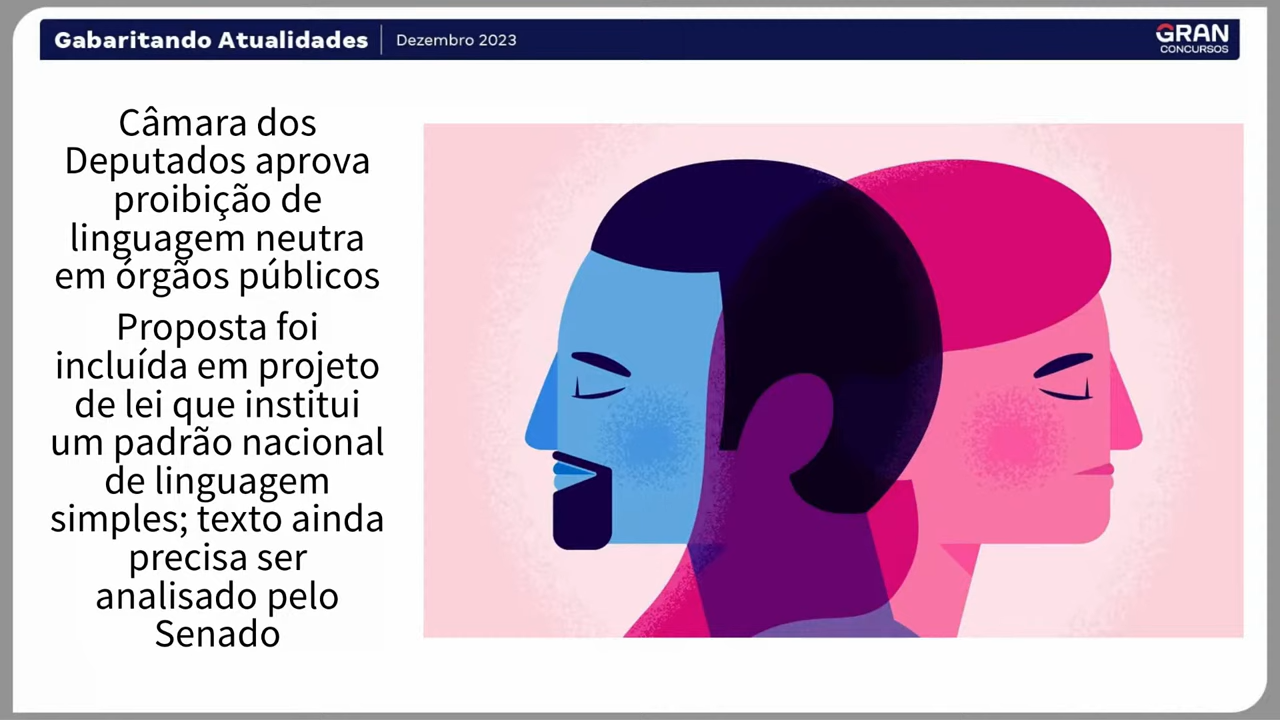 Gabaritando Atualidades
Dezembro 2023
GRAN
CONCURSOS
Câmara dos
Deputados aprova
proibição de
linguagem neutra
em órgãos públicos
Proposta foi
incluída em projeto
de lei que institui
um padrão nacional
de linguagem
simples; texto ainda
precisa ser
analisado pelo
Senado